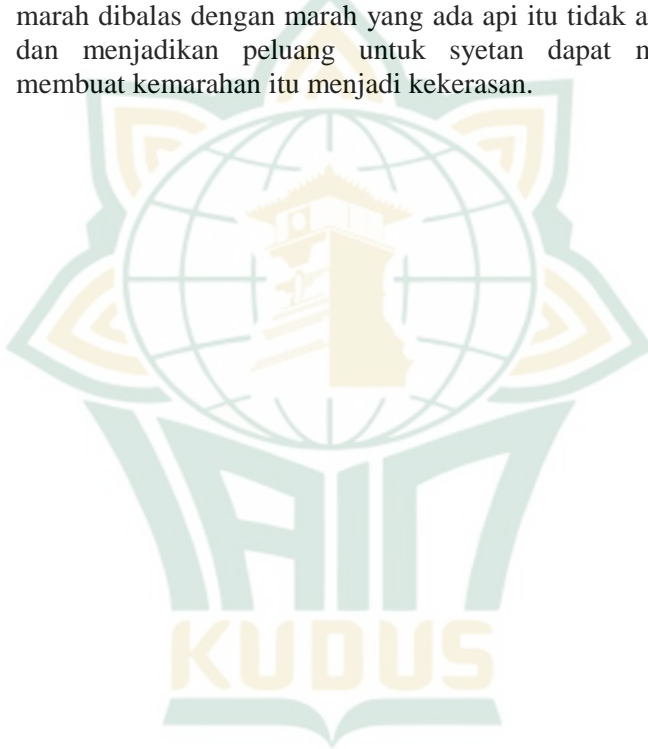 marah dibalas dengan marah yang ada api itu tidak a
dan menjadikan peluang untuk syetan dapat m
membuat kemarahan itu menjadi kekerasan.
IAIN
KUDUS